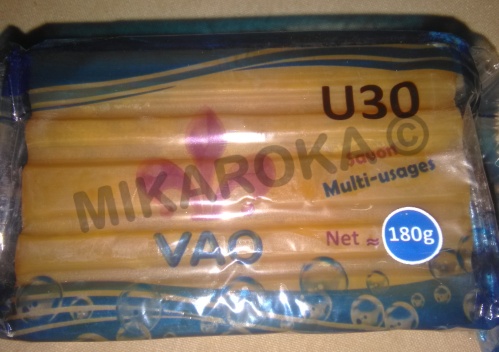 U30
Savon
Multi-usages
MIKAROKA ©
VAO
Net ≈ 180g